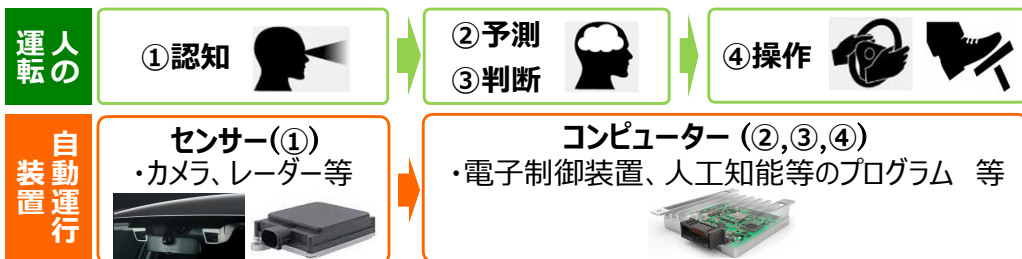 人の運転
①認知
②予測
③判断
④操作
自動運行装置
センサー(①)
・カメラ、レーダー等
コンピューター (②,③,④)
・電子制御装置、人工知能等のプログラム 等